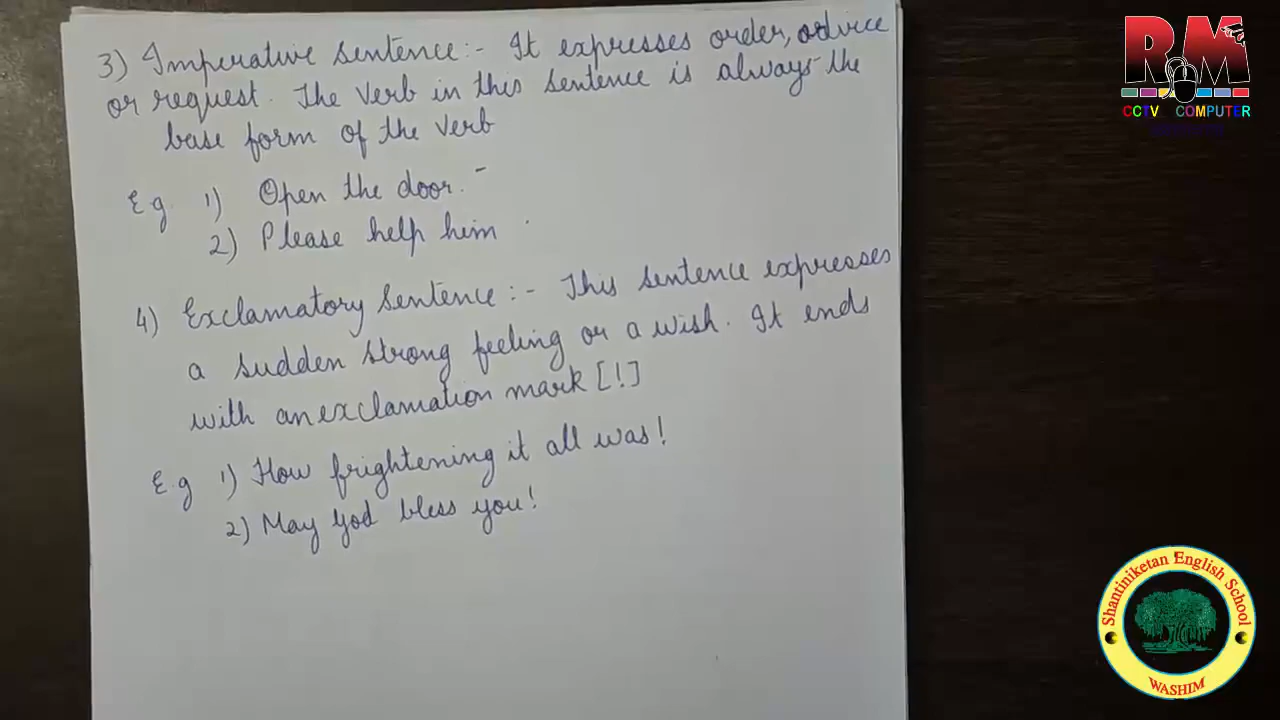 3) Imperative Sentence:- It expresses order, advice
or request. The verb in this sentence is always the
base form of the verb
E.g. 1) Open the door.
2) Please help him
4) Exclamatory Sentence:- This sentence expresses
a sudden strong feeling or a wish. It ends
with an exclamation mark [!]
E.g 1) How frightening it all was!
2) May God bless you!
RM
CCTV COMPUTER
Shantiniketan English School
WASHIM